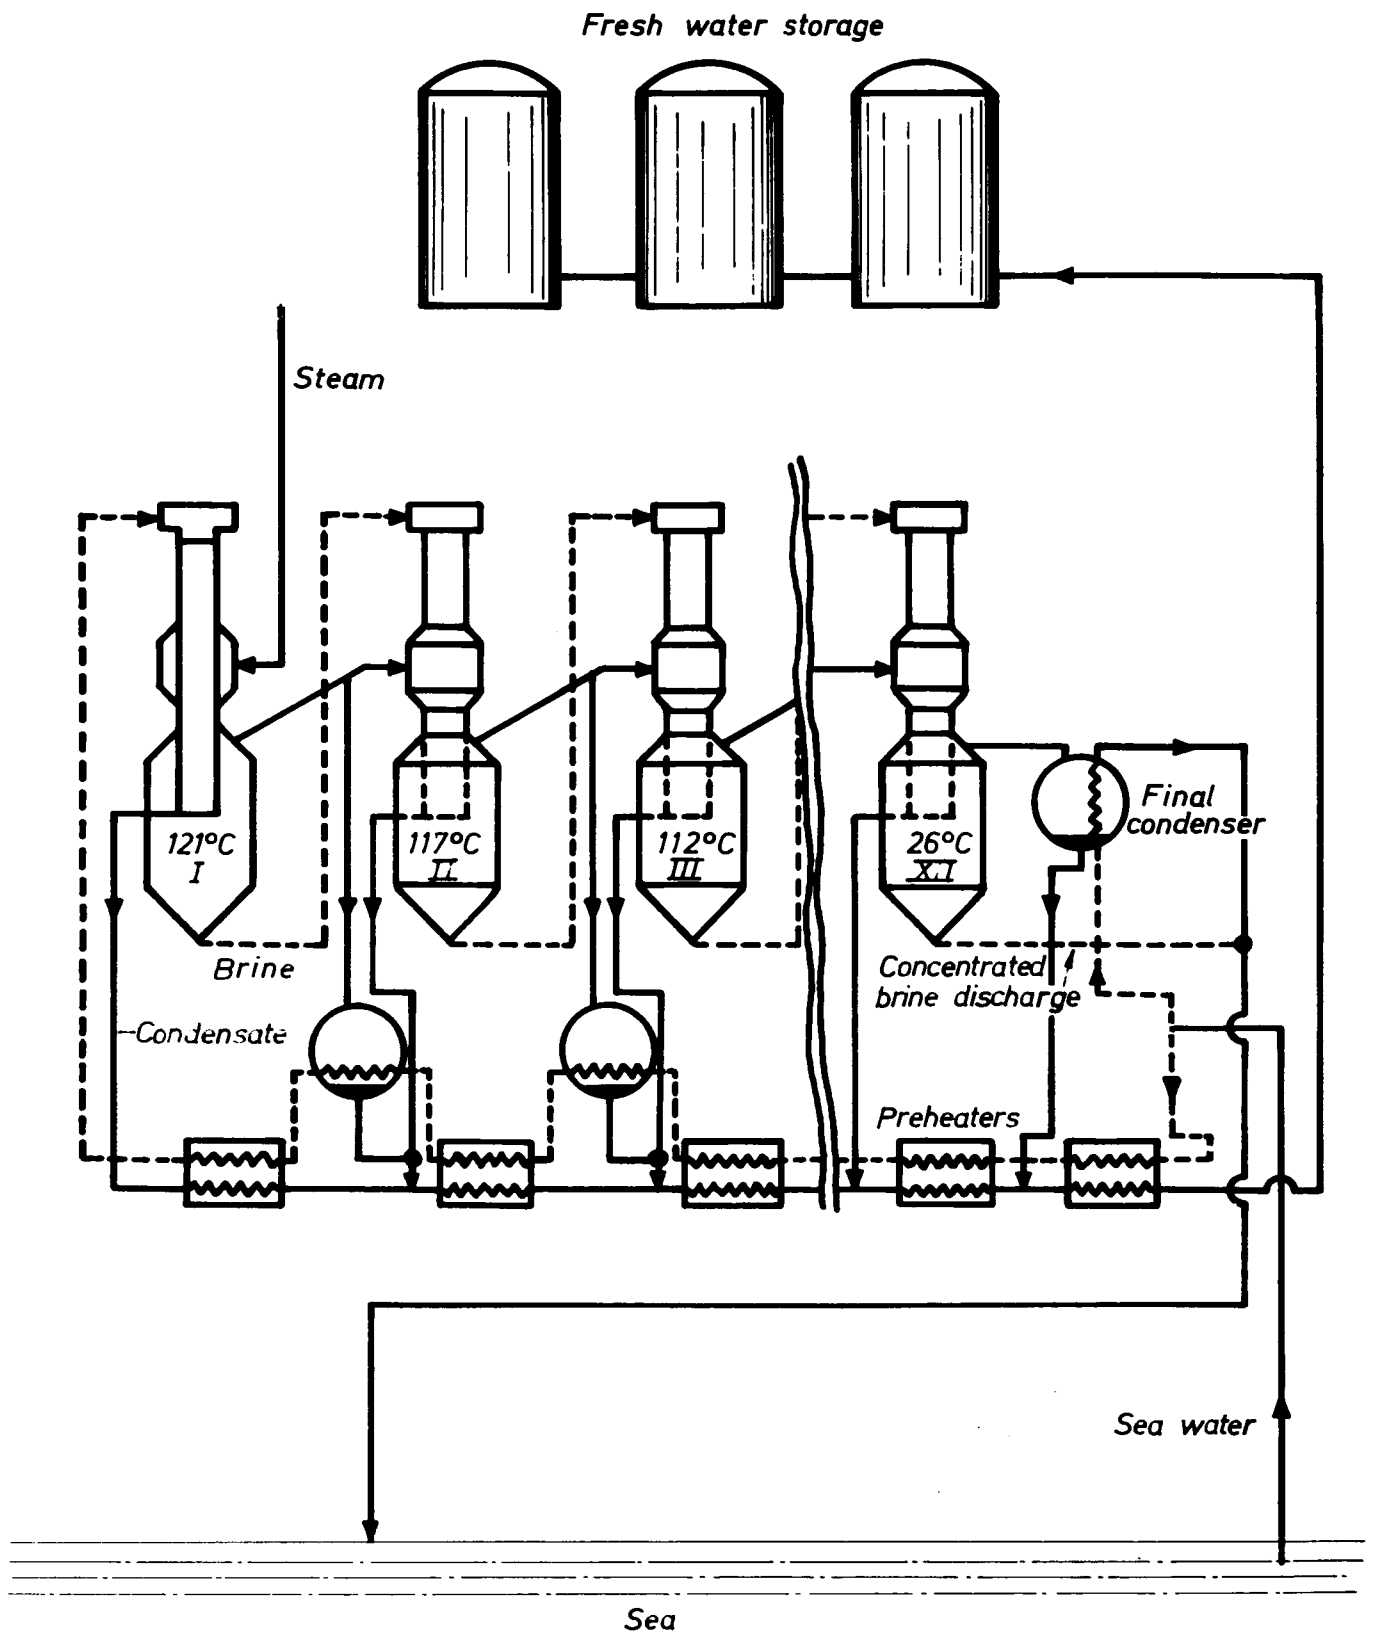 Fresh water storage
Steam
121°C
I
117°C
II
112°C
III
26°C
XI
Final
condenser
Brine
Concentrated
brine discharge
Condensate
Preheaters
Sea water
Sea